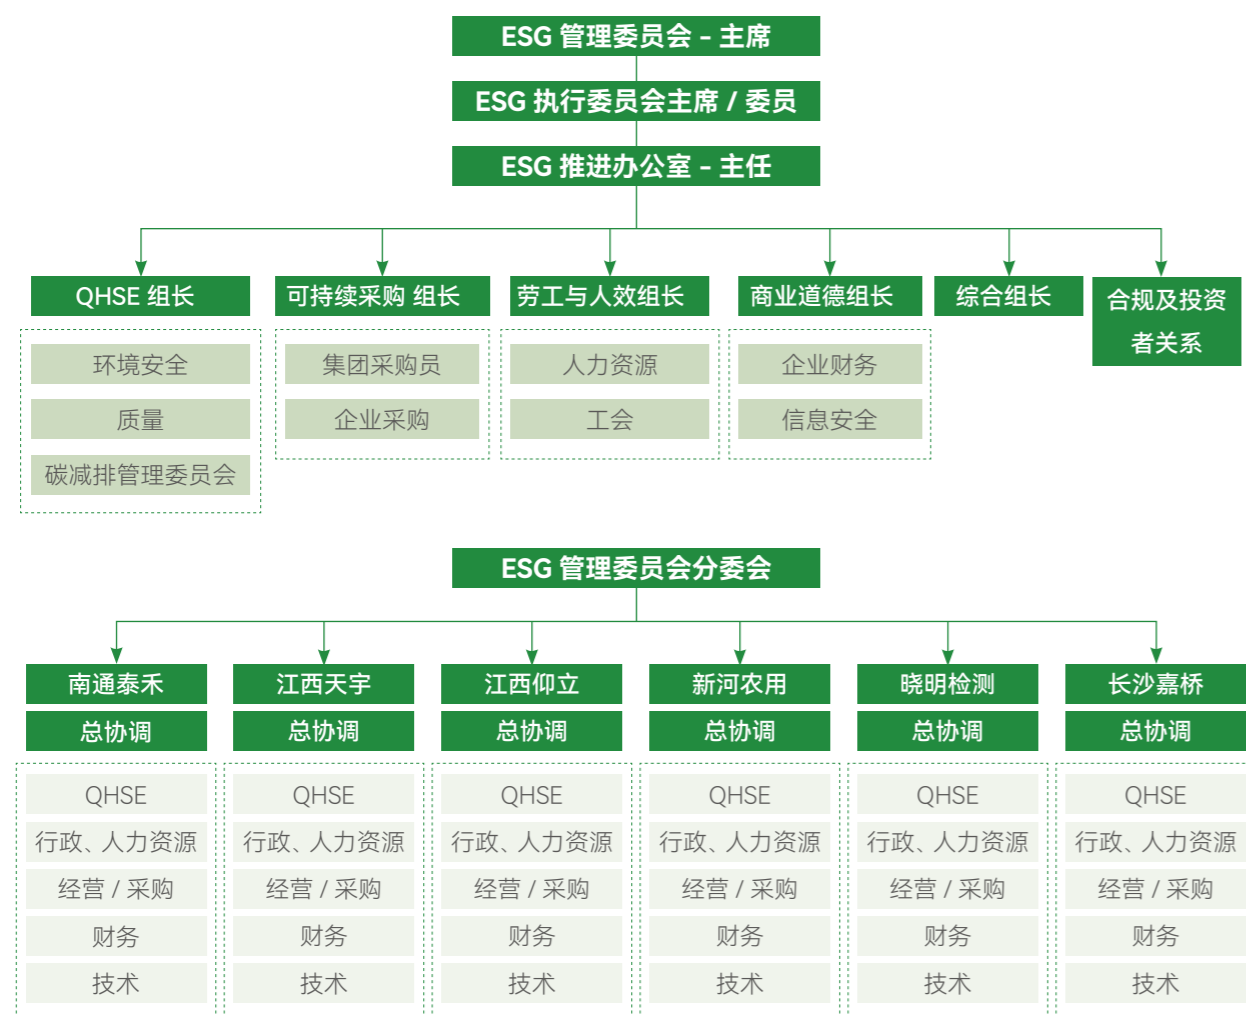 ESG 管理委员会 – 主席
ESG 执行委员会主席 / 委员
ESG 推进办公室 – 主任
QHSE 组长
可持续采购 组长
劳工与人效组长
商业道德组长
综合组长
合规及投资
者关系
环境安全
集团采购员
人力资源
企业财务
质量
企业采购
工会
信息安全
碳减排管理委员会
ESG 管理委员会分委会
南通泰禾
江西天宇
江西仰立
新河农用
晓明检测
长沙嘉桥
总协调
总协调
总协调
总协调
总协调
总协调
QHSE
QHSE
QHSE
QHSE
QHSE
QHSE
行政、人力资源
行政、人力资源
行政、人力资源
行政、人力资源
行政、人力资源
行政、人力资源
经营 / 采购
经营 / 采购
经营 / 采购
经营 / 采购
经营 / 采购
经营 / 采购
财务
财务
财务
财务
财务
财务
技术
技术
技术
技术
技术
技术